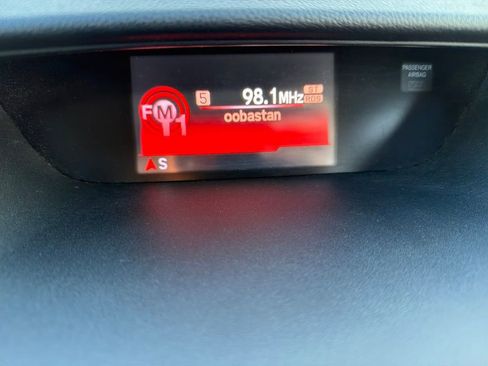 PASSENGER
AIRBAG
5 98.1MHz ST
RDS
FM1
oobastan
S